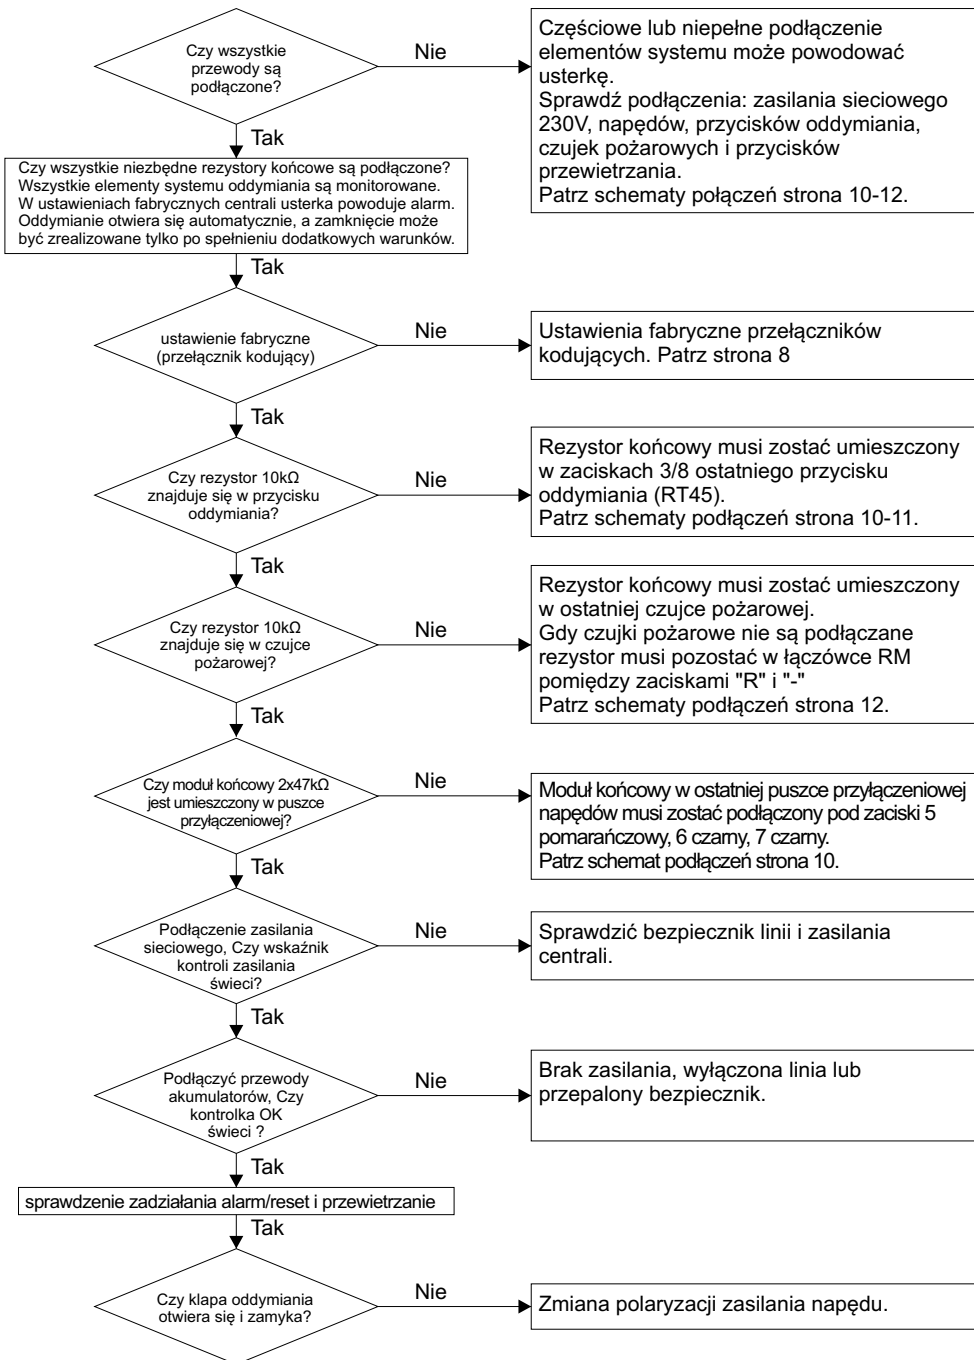 Czy wszystkie
przewody są
podłączone?
Nie
Częściowe lub niepełne podłączenie
elementów systemu może powodować
usterkę.
Sprawdź podłączenia: zasilania sieciowego
230V, napędów, przycisków oddymiania,
czujek pożarowych i przycisków
przewietrzania.
Patrz schematy połączeń strona 10-12.
Tak
Czy wszystkie niezbędne rezystory końcowe są podłączone?
Wszystkie elementy systemu oddymiania są monitorowane.
W ustawieniach fabrycznych centrali usterka powoduje alarm.
Oddymianie otwiera się automatycznie, a zamknięcie może
być zrealizowane tylko po spełnieniu dodatkowych warunków.
Tak
ustawienie fabryczne
(przełącznik kodujący)
Nie
Ustawienia fabryczne przełączników
kodujących. Patrz strona 8
Tak
Czy rezystor 10kΩ
znajduje się w przycisku
oddymiania?
Nie
Rezystor końcowy musi zostać umieszczony
w zaciskach 3/8 ostatniego przycisku
oddymiania (RT45).
Patrz schematy podłączeń strona 10-11.
Tak
Czy rezystor 10kΩ
znajduje się w czujce
pożarowej?
Nie
Rezystor końcowy musi zostać umieszczony
w ostatniej czujce pożarowej.
Gdy czujki pożarowe nie są podłączane
rezystor musi pozostać w łączówce RM
pomiędzy zaciskami "R" i "-"
Patrz schematy podłączeń strona 12.
Tak
Czy moduł końcowy 2x47kΩ
jest umieszczony w puszce
przyłączeniowej?
Nie
Moduł końcowy w ostatniej puszce przyłączeniowej
napędów musi zostać podłączony pod zaciski 5
pomarańczowy, 6 czarny, 7 czarny.
Patrz schemat podłączeń strona 10.
Tak
Podłączenie zasilania
sieciowego, Czy wskaźnik
kontroli zasilania
świeci?
Nie
Sprawdzić bezpiecznik linii i zasilania
centrali.
Tak
Podłączyć przewody
akumulatorów, Czy
kontrolka OK
świeci ?
Nie
Brak zasilania, wyłączona linia lub
przepalony bezpiecznik.
Tak
sprawdzenie zadziałania alarm/reset i przewietrzanie
Tak
Czy klapa oddymiania
otwiera się i zamyka?
Nie
Zmiana polaryzacji zasilania napędu.